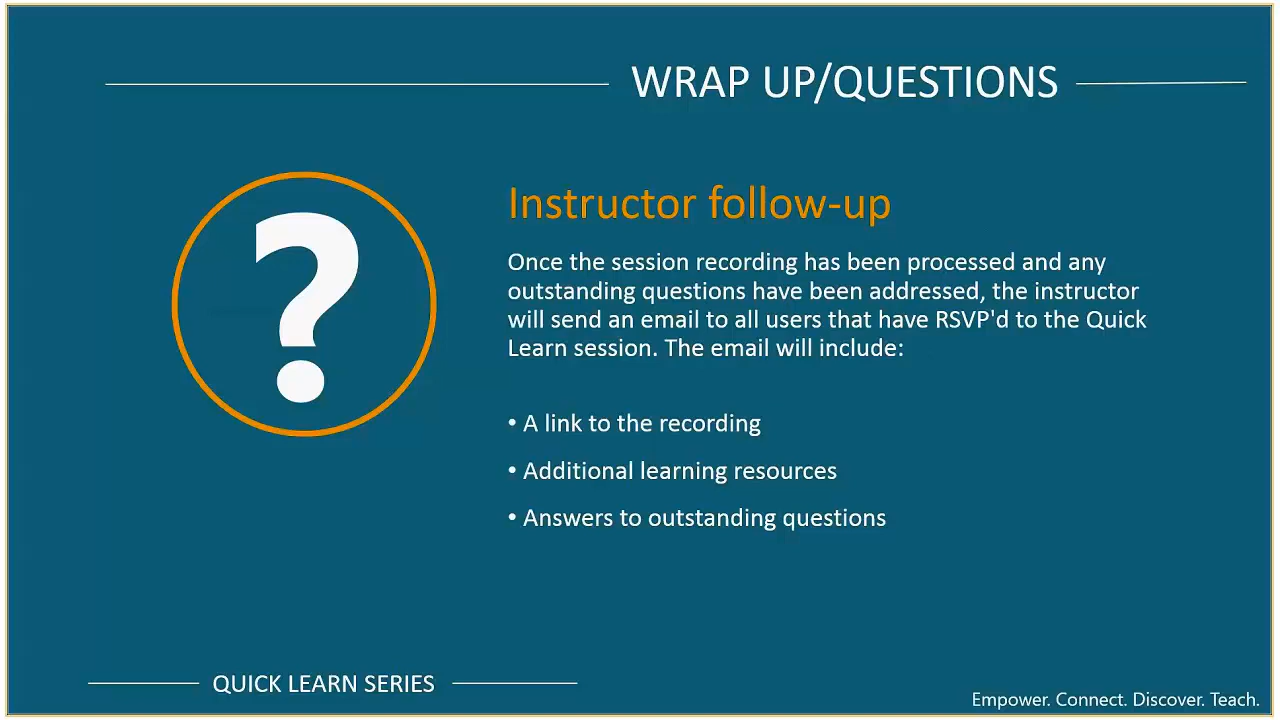 WRAP UP/QUESTIONS
?
Instructor follow-up
Once the session recording has been processed and any
outstanding questions have been addressed, the instructor
will send an email to all users that have RSVP'd to the Quick
Learn session. The email will include:
• A link to the recording
• Additional learning resources
• Answers to outstanding questions
QUICK LEARN SERIES
Empower. Connect. Discover. Teach.